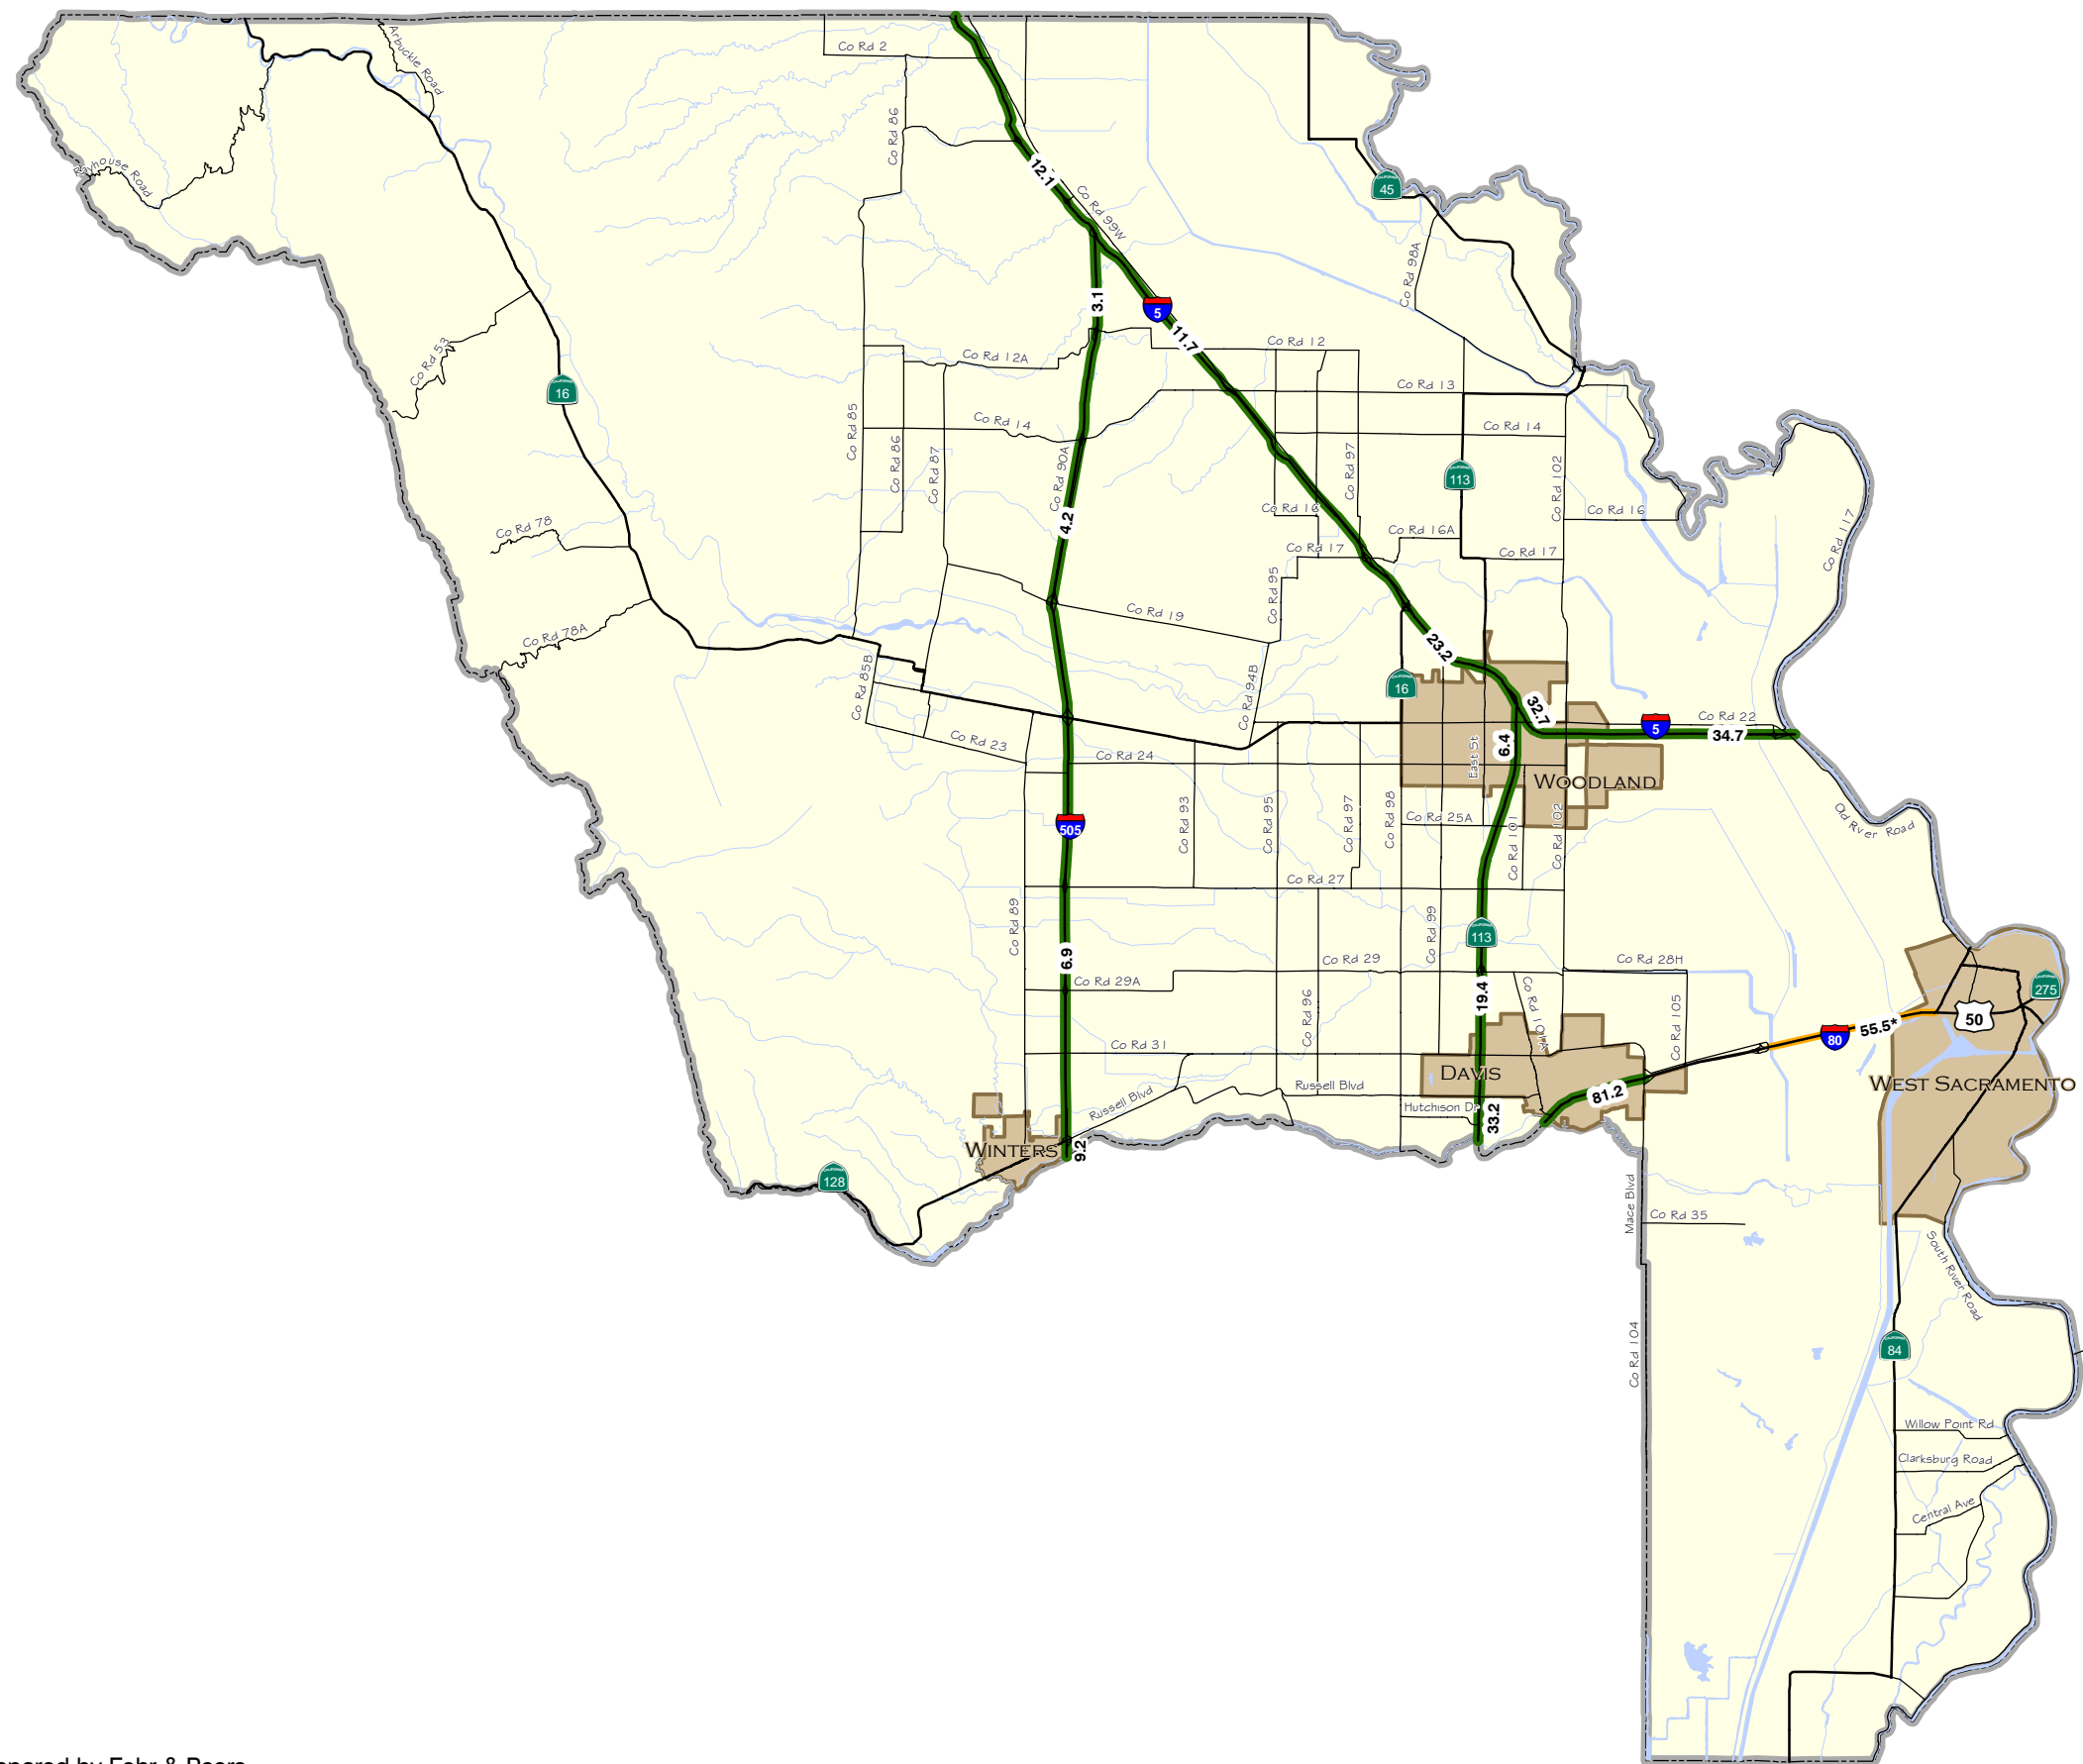 Co Rd 2
Arbuckle Road
Co Rd 86
Road
12.1
CALIFORNIA
45
Co Rd 99W
Co Rd 98A
3.1
5
11.7
Co Rd 12
Co Rd 12A
Co Rd 53
CALIFORNIA
16
Co Rd 13
Co Rd 14
Co Rd 14
Co Rd 85
Co Rd 86
Co Rd 87
Co Rd 90A
Co Rd 97
CALIFORNIA
113
Co Rd 102
Co Rd 16
Co Rd 16
Co Rd 117
4.2
Co Rd 78
Co Rd 16A
Co Rd 17
Co Rd 17
Co Rd 95
Co Rd 19
Co Rd 78A
23.2
Co Rd 85B
Co Rd 94B
CALIFORNIA
16
32.7
5
Co Rd 22
34.7
Co Rd 23
Co Rd 24
East St
6.4
WOODLAND
505
Co Rd 93
Co Rd 95
Co Rd 97
Co Rd 98
Co Rd 25A
Co Rd 101
Co Rd 102
Old River Road
Co Rd 27
Co Rd 89
Co Rd 99
CALIFORNIA
113
6.9
Co Rd 29
Co Rd 28H
Co Rd 29A
19.4
Co Rd 96
Co Rd 101A
Co Rd 105
CALIFORNIA
275
50
55.5*
80
Co Rd 31
DAVIS
WEST SACRAMENTO
Russell Blvd
Russell Blvd
81.2
Hutchison Dr
33.2
WINTERS
9.2
CALIFORNIA
128
Mace Blvd
Co Rd 35
South River Road
Co Rd 104
CALIFORNIA
84
Willow Point Rd
Clarksburg Road
Central Ave
by Fehr & Peers